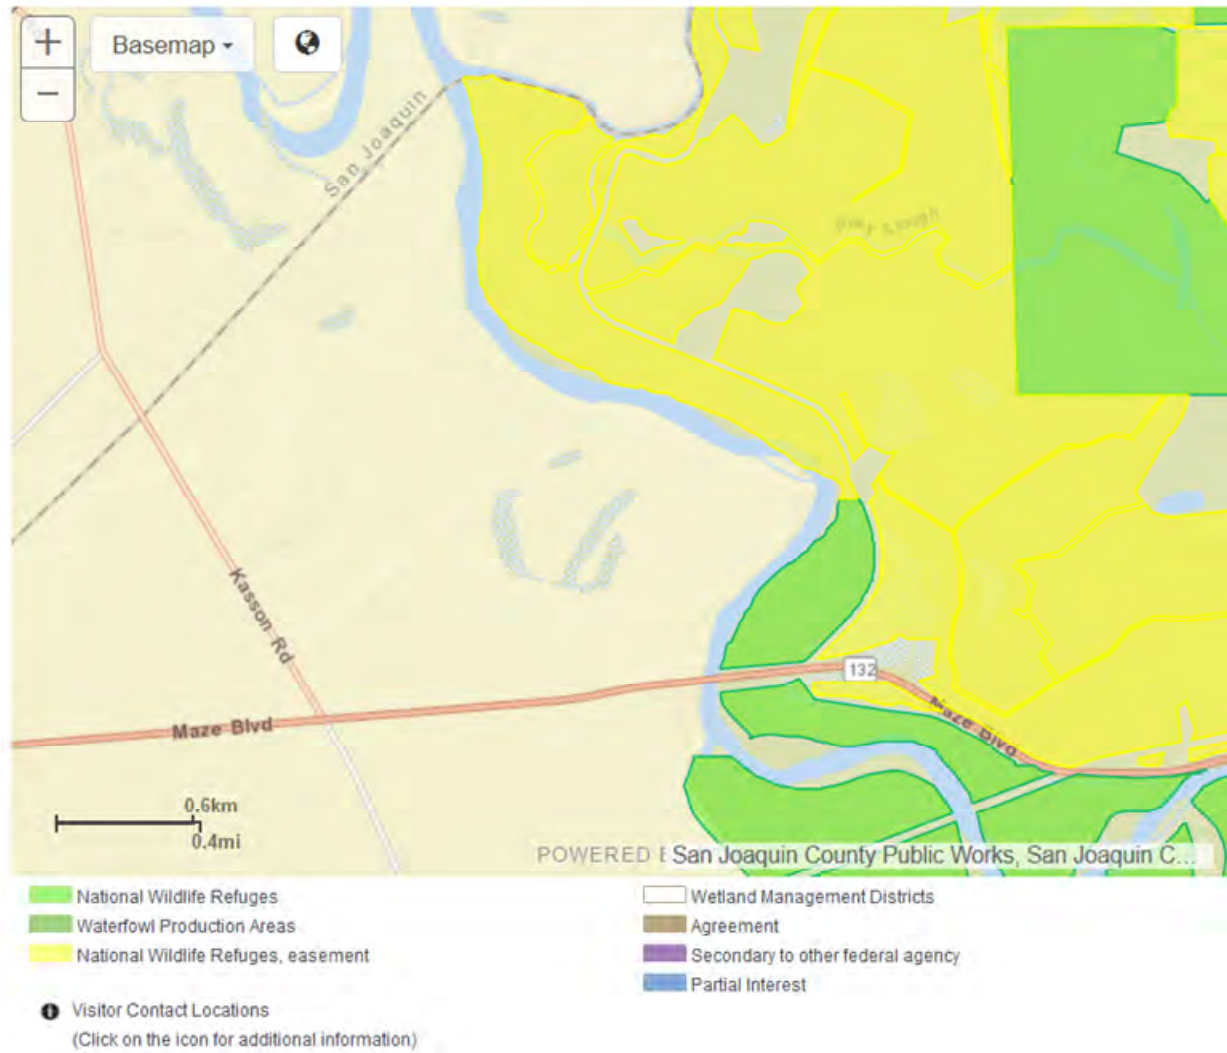 +
Basemap
−
San Joaquin
Slough
Kasson Rd
132
Maze Blvd
Maze Blvd
0.6km
0.4mi
POWERED
San Joaquin County Public Works, San Joaquin C...
National Wildlife Refuges
Waterfowl Production Areas
National Wildlife Refuges, easement
Wetland Management Districts
Agreement
Secondary to other federal agency
Partial Interest
Visitor Contact Locations
(Click on the icon for additional information)